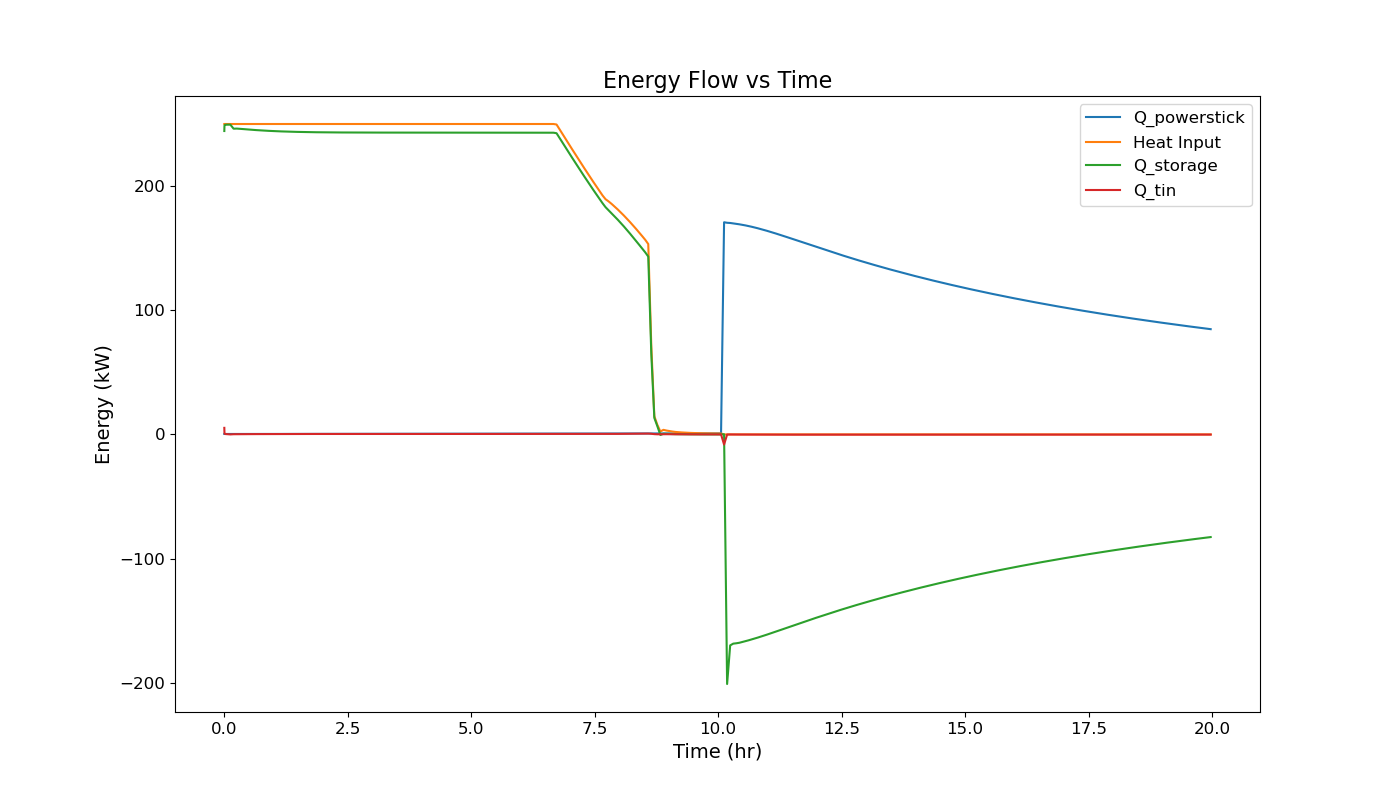 Energy Flow vs Time
Q_powerstick
Heat Input
Q_storage
Q_tin
Energy (kW)
200
100
0
−100
−200
0.0 2.5 5.0 7.5 10.0 12.5 15.0 17.5 20.0
Time (hr)